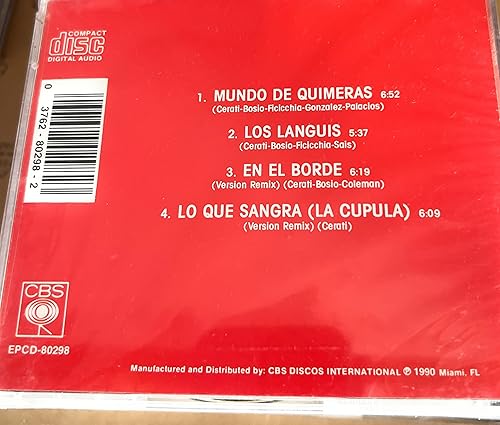 COMPACT
disc
DIGITAL AUDIO
0 3762-80298-2
1. MUNDO DE QUIMERAS 6:52
(Cerati-Bosio-Ficicchia-Gonzalez-Palacios)
2. LOS LANGUIS 5:37
(Cerati-Bosio-Ficicchia-Sais)
3. EN EL BORDE 6:19
(Version Remix) (Cerati-Bosio-Coleman)
4. LO QUE SANGRA (LA CUPULA) 6:09
(Version Remix) (Cerati)
CBS
EPCD-80298
Manufactured and Distributed by: CBS DISCOS INTERNATIONAL ℗ 1990 Miami, FL